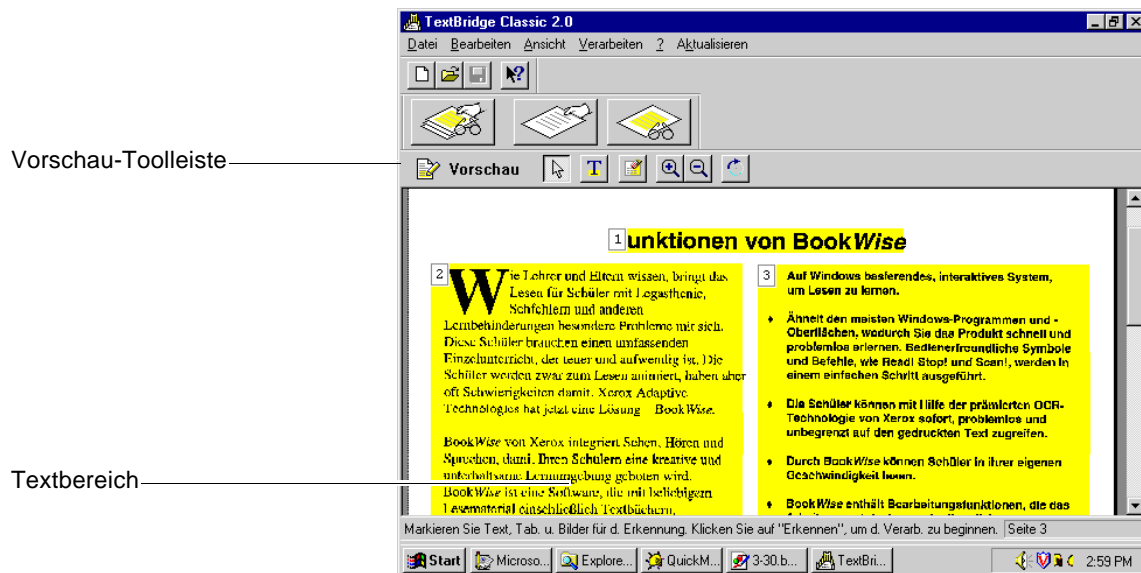 TextBridge Classic 2.0
Datei Bearbeiten Ansicht Verarbeiten ? Aktualisieren
Vorschau-Toolleiste
Vorschau T
1 unktionen von BookWise
2 Wie Lehrer und Eltern wissen, bringt das
Lesen für Schüler mit Legasthenie,
Sehfehlern und anderen
Lernbehinderungen besondere Probleme mit sich.
Diese Schüler brauchen einen umfassenden
Einzelunterricht, der teuer und aufwendig ist. Die
Schüler werden zwar zum Lesen animiert, haben aber
oft Schwierigkeiten damit. Xerox Adaptive
Technologies hat jetzt eine Lösung BookWise.
BookWise von Xerox integriert Sehen, Hören und
Sprechen, dami. Ihren Schülern eine kreative und
unterhaltsame Lernumgebung geboten wird.
BookWise ist eine Software, die mit beliebigem
Lesematerial einschließlich Textbüchern,
3 Auf Windows basierendes, interaktives System,
um Lesen zu lernen.
♦ Ähnelt den meisten Windows-Programmen und -
Oberflächen, wodurch Sie das Produkt schnell und
problemlos erlernen. Bedienerfreundliche Symbole
und Befehle, wie Read! Stop! und Scan!, werden in
einem einfachen Schritt ausgeführt.
♦ Die Schüler können mit Hilfe der prämierten OCR-
Technologie von Xerox sofort, problemlos und
unbegrenzt auf den gedruckten Text zugreifen.
♦ Durch BookWise können Schüler in ihrer eigenen
Geschwindigkeit lesen.
♦ BookWise enthält Bearbeitungsfunktionen, die das
Textbereich
Markieren Sie Text, Tab. u. Bilder für d. Erkennung. Klicken Sie auf "Erkennen", um d. Verarb. zu beginnen. Seite 3
Start Microso... Explore... QuickM... 3-30.b... TextBri... 2:59 PM